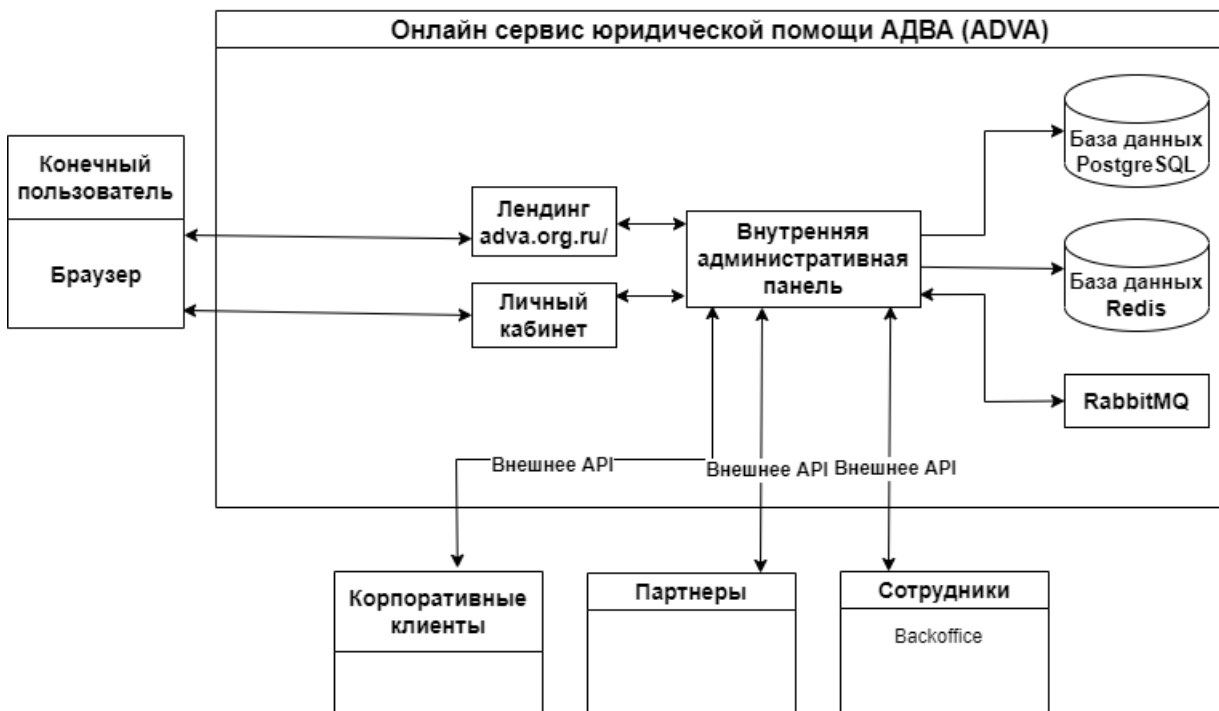 Онлайн сервис юридической помощи АДВА (ADVA)
Конечный
пользователь
Браузер
Лендинг
adva.org.ru/
Личный
кабинет
Внутренняя
административная
панель
База данных
PostgreSQL
База данных
Redis
RabbitMQ
Внешнее API
Внешнее API
Внешнее API
Корпоративные
клиенты
Партнеры
Сотрудники
Backoffice